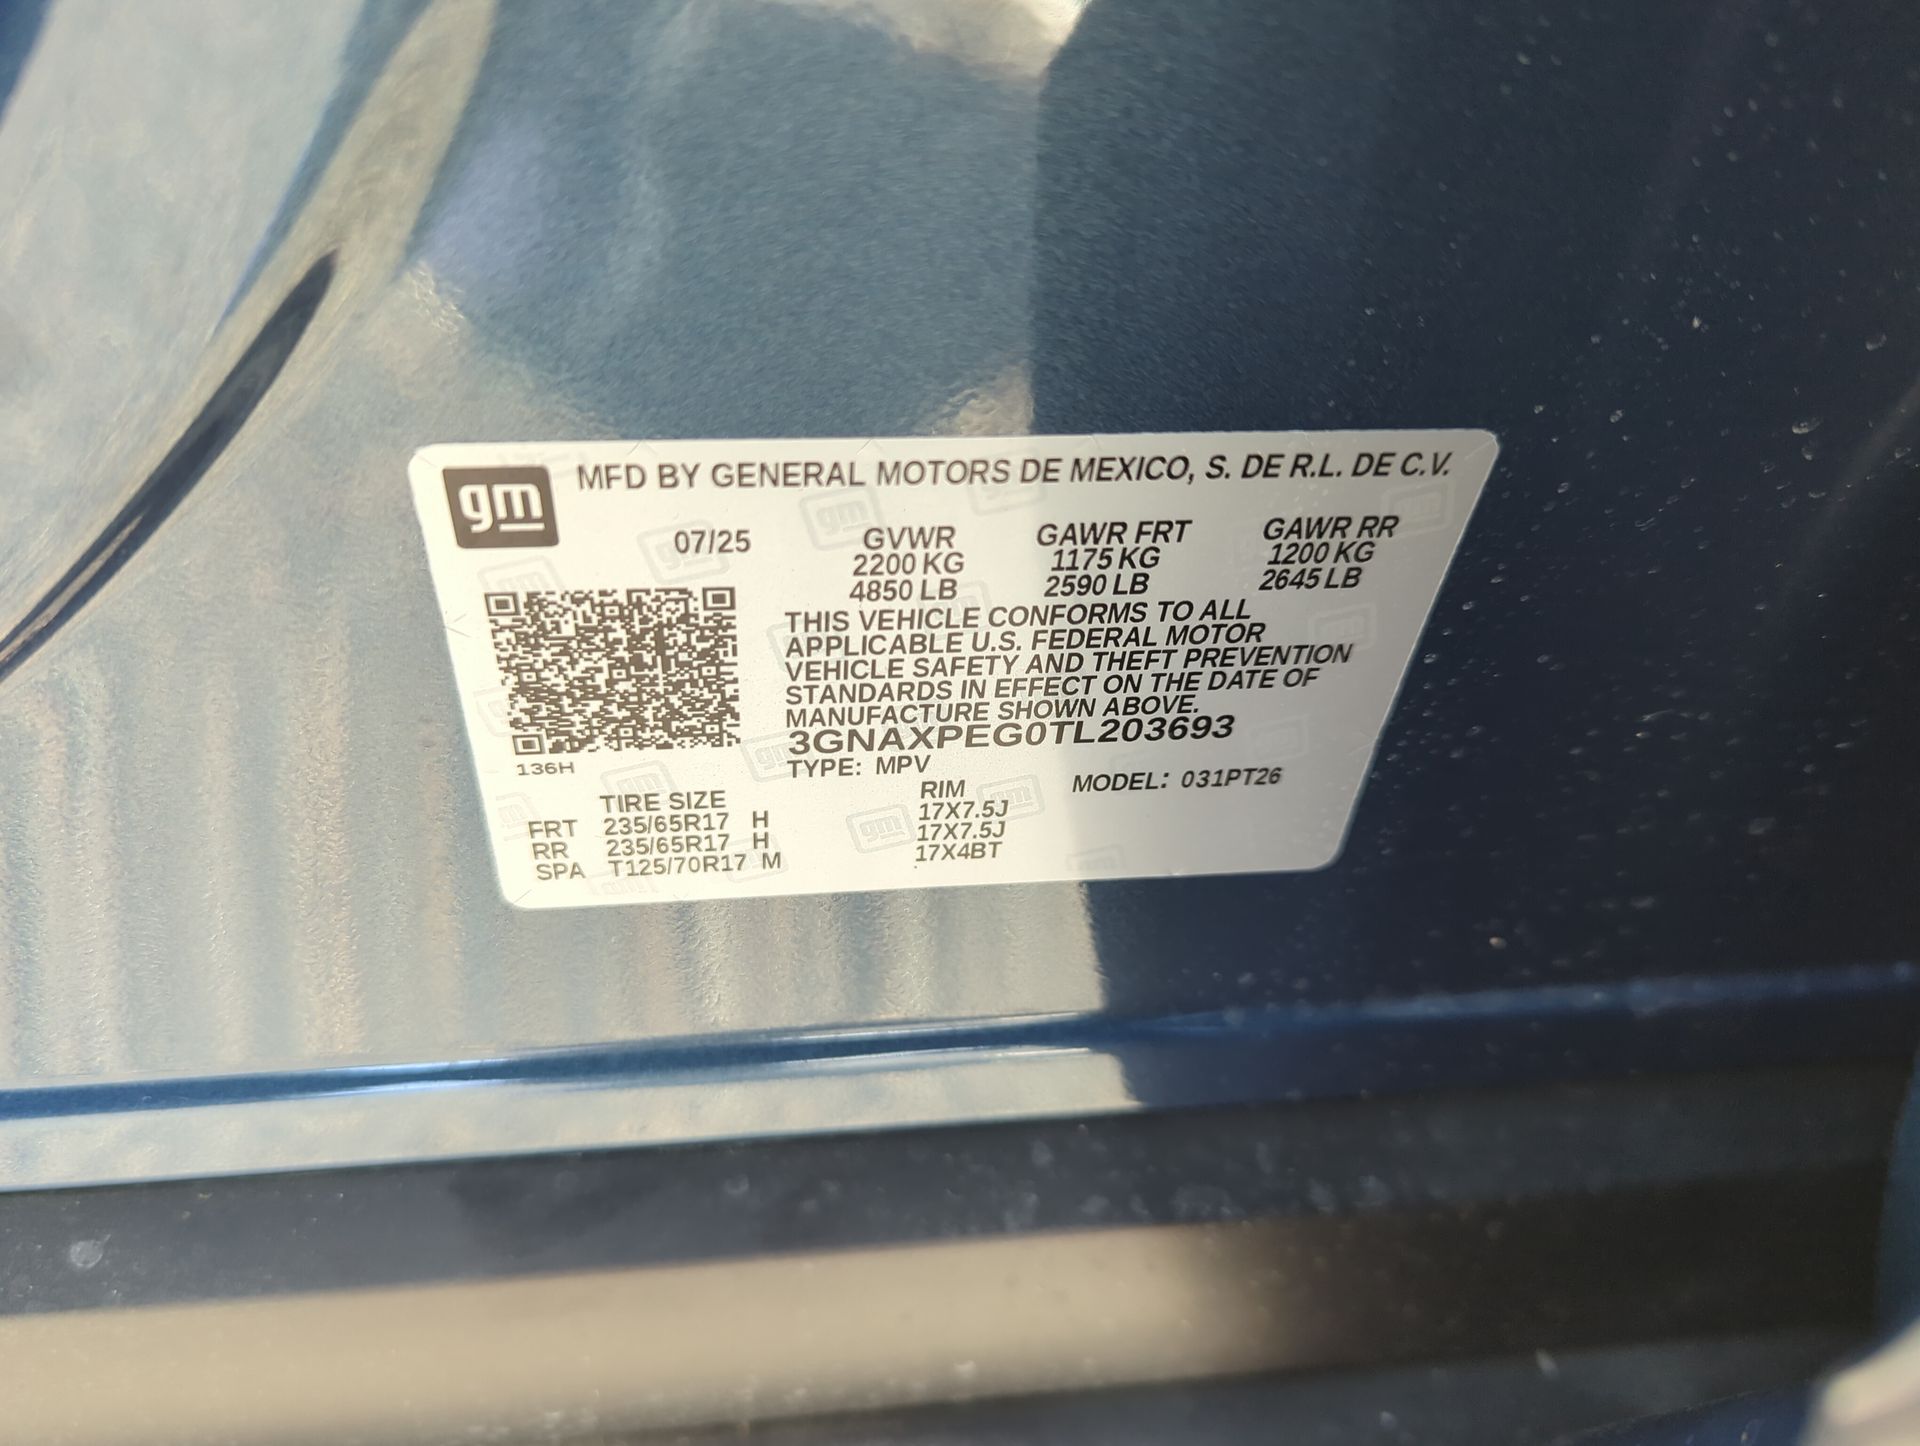 gm MFD BY GENERAL MOTORS DE MEXICO, S. DE R.L. DE C.V.
07/25 GVWR GAWR FRT GAWR RR
2200 KG 1175 KG 1200 KG
4850 LB 2590 LB 2645 LB
THIS VEHICLE CONFORMS TO ALL
APPLICABLE U.S. FEDERAL MOTOR
VEHICLE SAFETY AND THEFT PREVENTION
STANDARDS IN EFFECT ON THE DATE OF
MANUFACTURE SHOWN ABOVE.
3GNAXPEG0TL203693
136H TYPE: MPV MODEL: 031PT26
TIRE SIZE RIM
FRT 235/65R17 H 17X7.5J
RR 235/65R17 H 17X7.5J
SPA T125/70R17 M 17X4BT